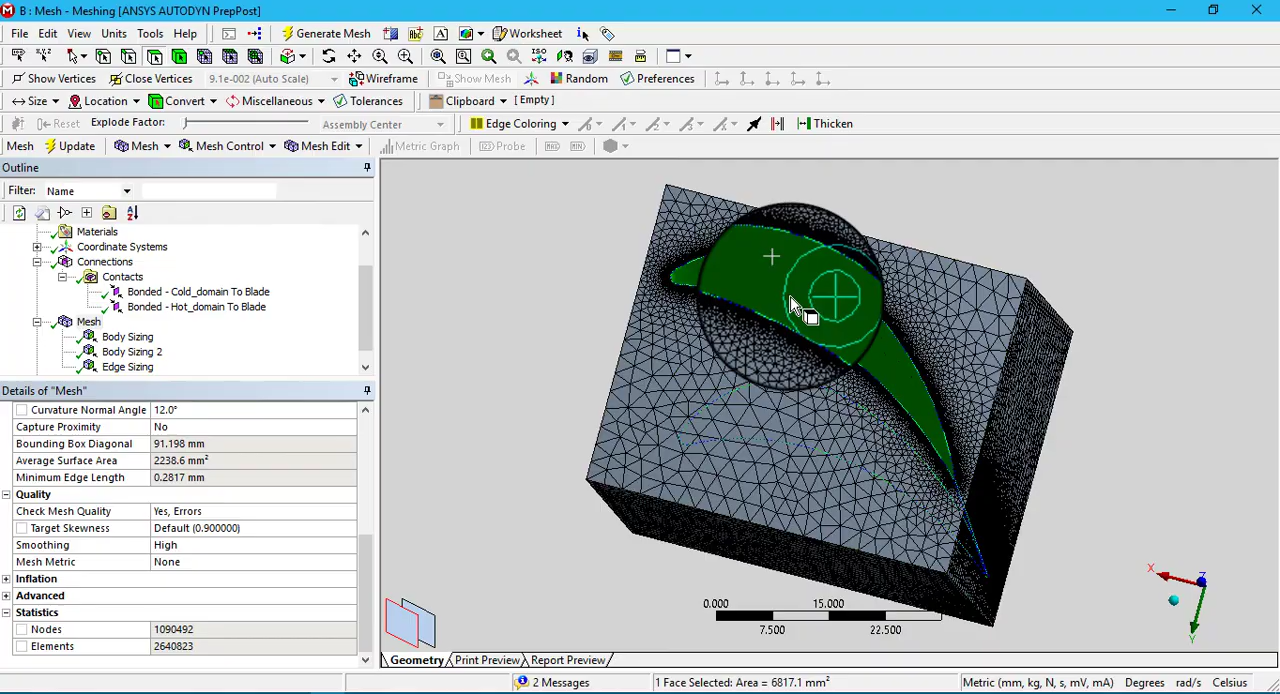 B : Mesh - Meshing [ANSYS AUTODYN PrepPost]
File Edit View Units Tools Help Generate Mesh Worksheet
Show Vertices Close Vertices 9.1e-002 (Auto Scale) Wireframe Show Mesh Random Preferences
Size Location Convert Miscellaneous Tolerances Clipboard [ Empty ]
Reset Explode Factor: Assembly Center Edge Coloring Thicken
Mesh Update Mesh Mesh Control Mesh Edit Metric Graph Probe
Outline
Filter: Name
Materials
Coordinate Systems
Connections
Contacts
Bonded - Cold_domain To Blade
Bonded - Hot_domain To Blade
Mesh
Body Sizing
Body Sizing 2
Edge Sizing
Details of "Mesh"
Curvature Normal Angle 12.0°
Capture Proximity No
Bounding Box Diagonal 91.198 mm
Average Surface Area 2238.6 mm²
Minimum Edge Length 0.2817 mm
Quality
Check Mesh Quality Yes, Errors
Target Skewness Default (0.900000)
Smoothing High
Mesh Metric None
Inflation
Advanced
Statistics
Nodes 1090492
Elements 2640823
0.000 15.000
7.500 22.500
X Z
Y
Geometry Print Preview Report Preview
2 Messages 1 Face Selected: Area = 6817.1 mm² Metric (mm, kg, N, s, mV, mA) Degrees rad/s Celsius